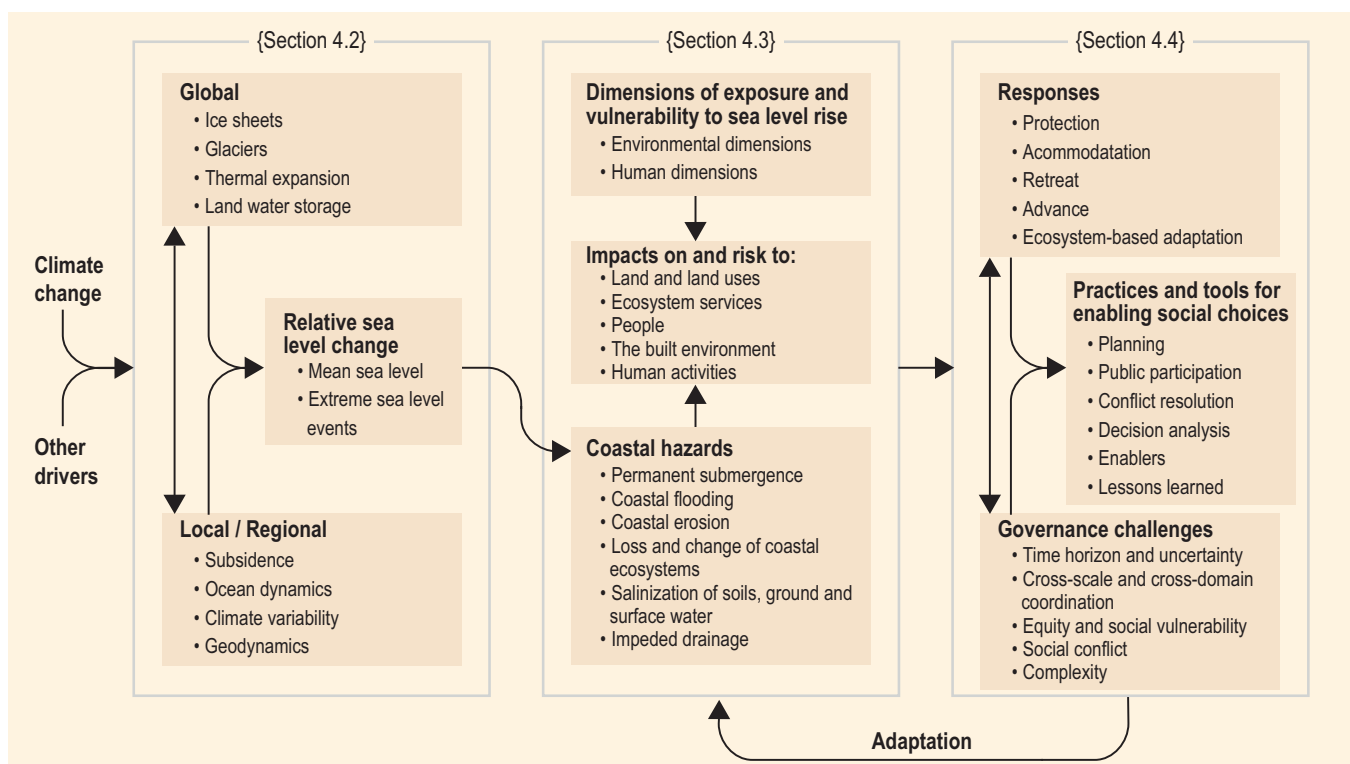 {Section 4.2}
Global
• Ice sheets
• Glaciers
• Thermal expansion
• Land water storage
Climate
change
Other
drivers
Relative sea
level change
• Mean sea level
• Extreme sea level
events
Local / Regional
• Subsidence
• Ocean dynamics
• Climate variability
• Geodynamics
{Section 4.3}
Dimensions of exposure and
vulnerability to sea level rise
• Environmental dimensions
• Human dimensions
Impacts on and risk to:
• Land and land uses
• Ecosystem services
• People
• The built environment
• Human activities
Coastal hazards
• Permanent submergence
• Coastal flooding
• Coastal erosion
• Loss and change of coastal
ecosystems
• Salinization of soils, ground and
surface water
• Impeded drainage
{Section 4.4}
Responses
• Protection
• Acommodatation
• Retreat
• Advance
• Ecosystem-based adaptation
Practices and tools for
enabling social choices
• Planning
• Public participation
• Conflict resolution
• Decision analysis
• Enablers
• Lessons learned
Governance challenges
• Time horizon and uncertainty
• Cross-scale and cross-domain
coordination
• Equity and social vulnerability
• Social conflict
• Complexity
Adaptation